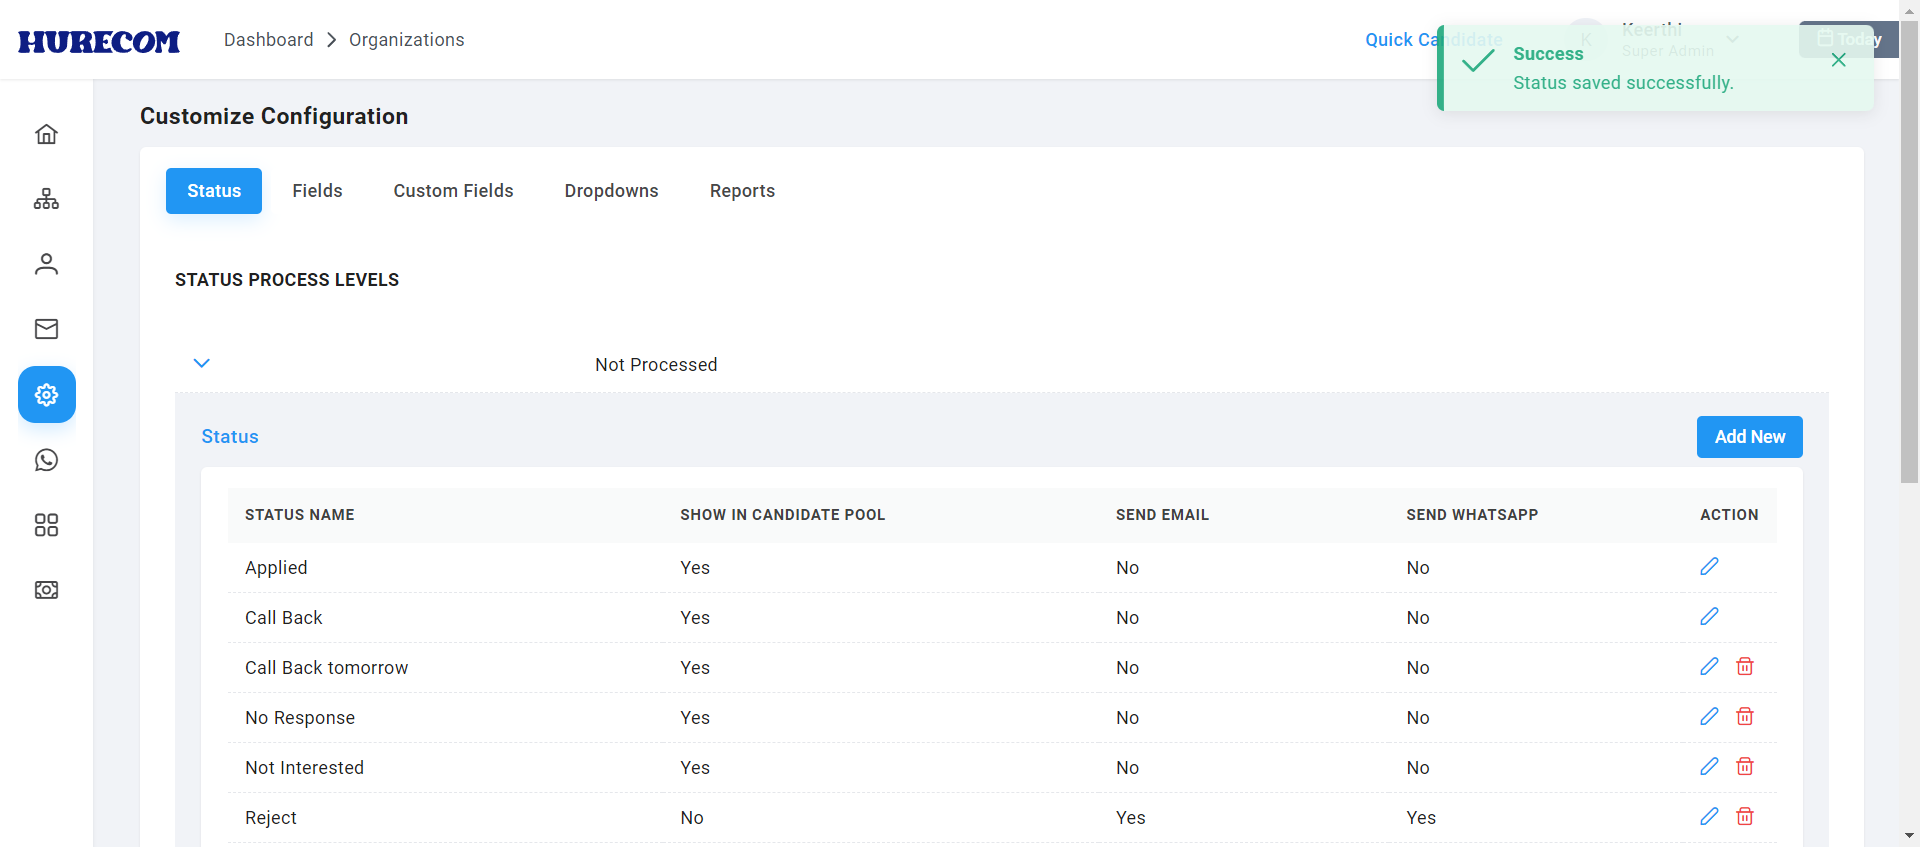 HURECOM
Dashboard > Organizations
Quick Candidate
K
Keerthi
Super Admin
Today
Success
Status saved successfully.
Customize Configuration
Status Fields Custom Fields Dropdowns Reports
STATUS PROCESS LEVELS
Not Processed
Status
Add New
STATUS NAME SHOW IN CANDIDATE POOL SEND EMAIL SEND WHATSAPP ACTION
Applied Yes No No
Call Back Yes No No
Call Back tomorrow Yes No No
No Response Yes No No
Not Interested Yes No No
Reject No Yes Yes